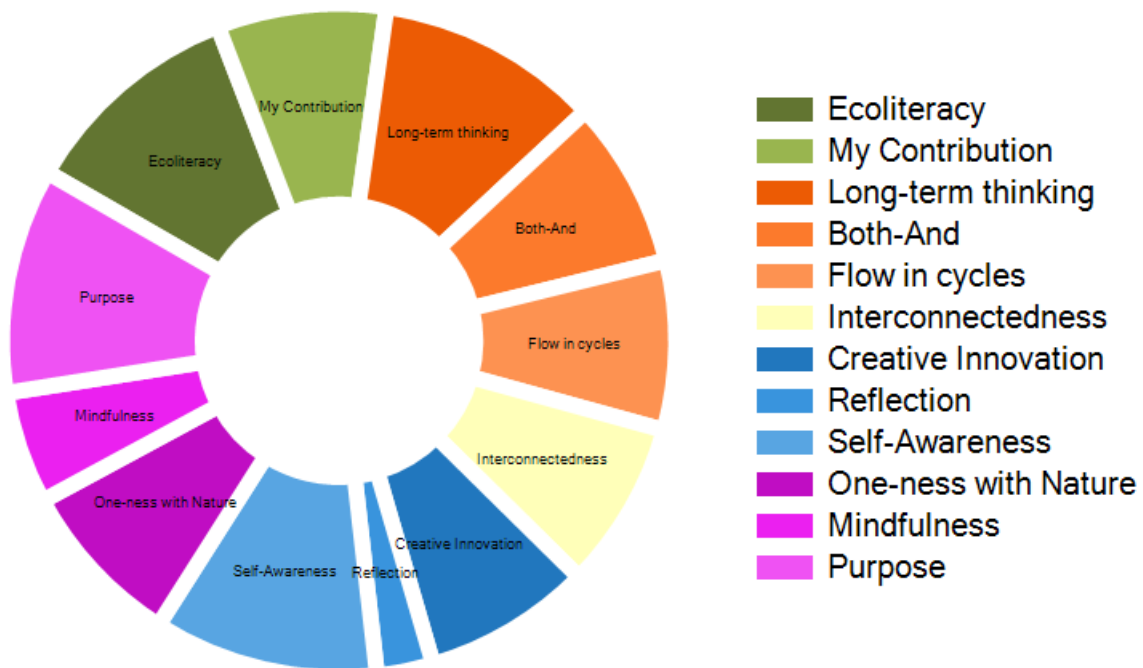 My Contribution
Long-term thinking
Ecoliteracy
Both-And
Purpose
Flow in cycles
Mindfulness
Interconnectedness
One-ness with Nature
Creative Innovation
Self-Awareness
Reflection
Ecoliteracy
My Contribution
Long-term thinking
Both-And
Flow in cycles
Interconnectedness
Creative Innovation
Reflection
Self-Awareness
One-ness with Nature
Mindfulness
Purpose